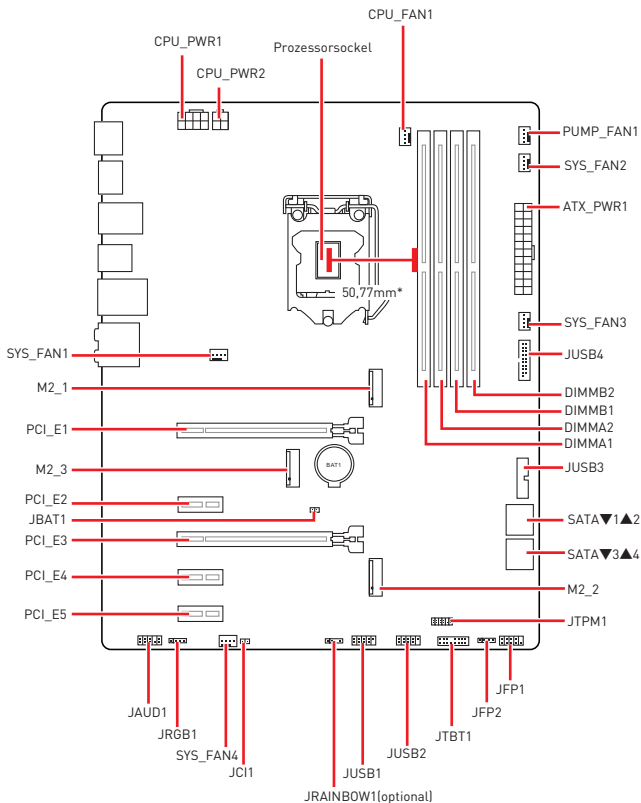 CPU_FAN1
CPU_PWR1
Prozessorsockel
CPU_PWR2
PUMP_FAN1
SYS_FAN2
ATX_PWR1
50,77mm*
SYS_FAN3
SYS_FAN1
JUSB4
M2_1
DIMMB2
DIMMB1
PCI_E1
DIMMA2
DIMMA1
M2_3
BAT1
JUSB3
PCI_E2
JBAT1
SATA▼1▲2
PCI_E3
SATA▼3▲4
PCI_E4
M2_2
PCI_E5
JTPM1
JAUD1
JFP1
JRGB1
JFP2
SYS_FAN4
JTBT1
JCI1
JUSB1
JUSB2
JRAINBOW1(optional)